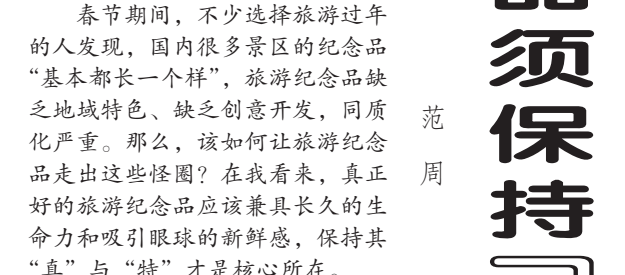 春节期间，不少选择旅游过年
的人发现，国内很多景区的纪念品
“基本都长一个样”，旅游纪念品缺
乏地域特色、缺乏创意开发，同质
化严重。那么，该如何让旅游纪念
品走出这些怪圈？在我看来，真正
好的旅游纪念品应该兼具长久的生
命力和吸引眼球的新鲜感，保持其
“真”与“特”才是核心所在。
范周
品须保持